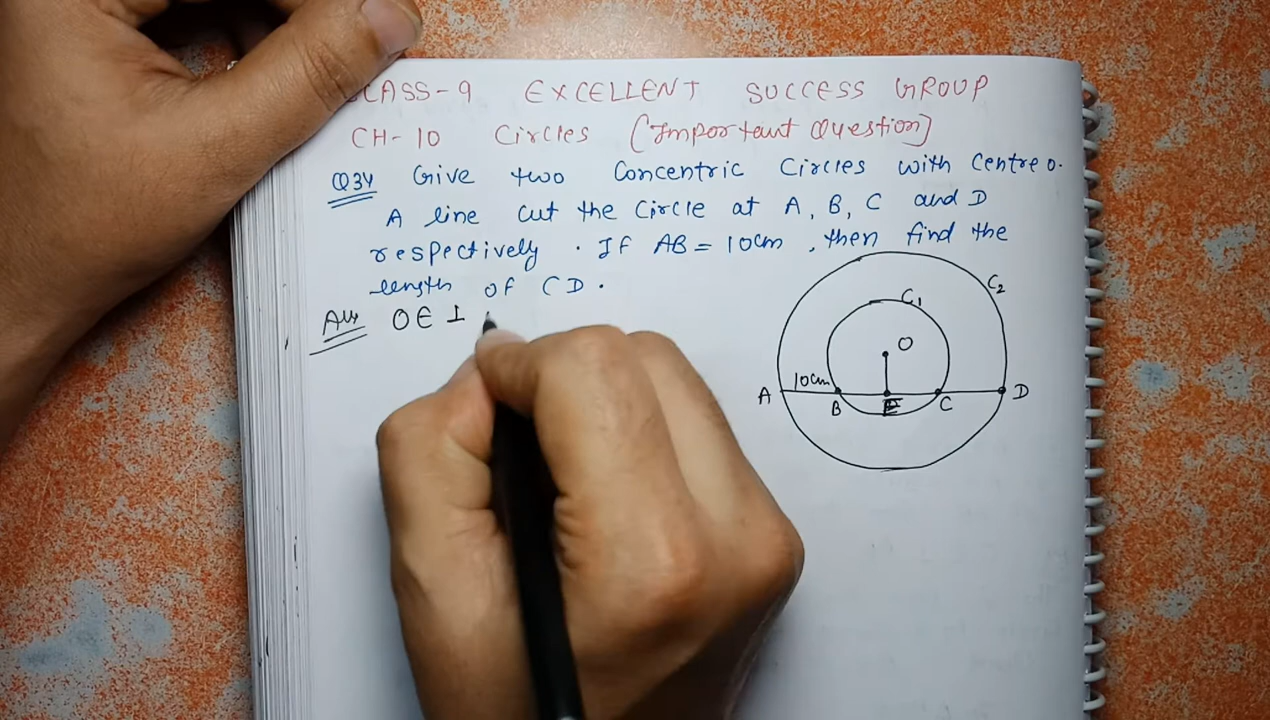 CLASS-9 EXCELLENT SUCCESS GROUP
CH-10 Circles (Important Question)
Q34 Give two Concentric Circles with Centre O.
A line cut the Circle at A, B, C and D
respectively. If AB = 10cm, then find the
length of CD.
Ans OE ⊥
C2
C1
O
A 10cm B E C D